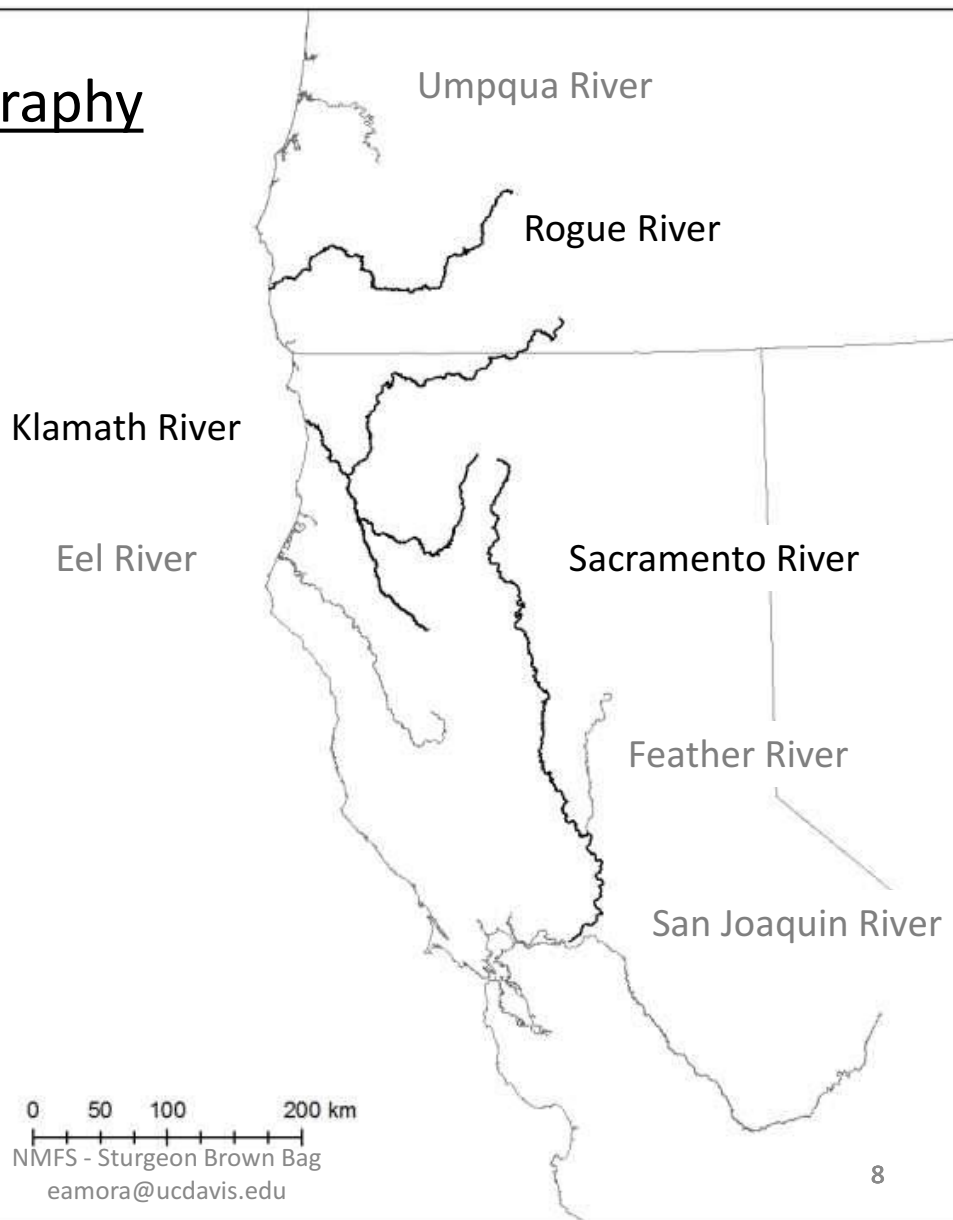 raphy
Umpqua River
Rogue River
Klamath River
Eel River
Sacramento River
Feather River
San Joaquin River
0 50 100 200 km
NMFS - Sturgeon Brown Bag
eamora@ucdavis.edu
8